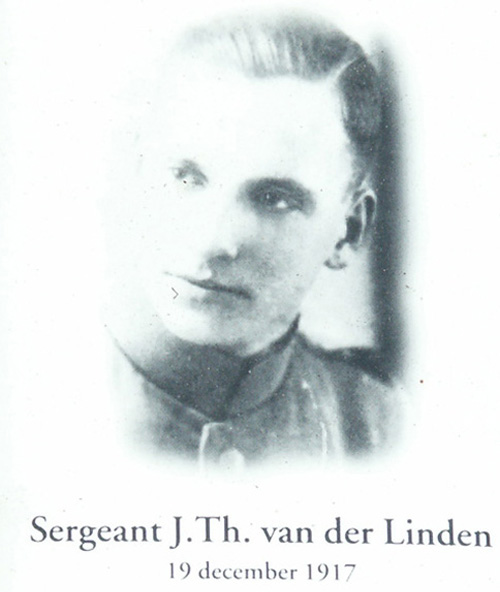 Sergeant J.Th. van der Linden
19 december 1917